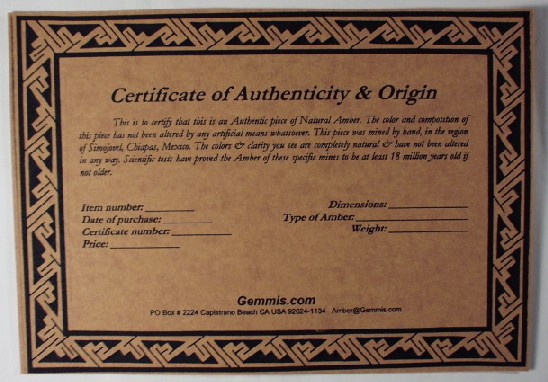 Certificate of Authenticity & Origin
This is to certify that this is an Authentic piece of Natural Amber. The color and composition of
this piece has not been altered by any artificial means whatsoever. This piece was mined by hand, in the region
of Simojovel, Chiapas, Mexico. The colors & clarity you see are completely natural & have not been altered
in any way. Scientific tests have proved the Amber of these specific mines to be at least 18 million years old if
not older.
Item number:
Dimensions:
Date of purchase:
Type of Amber:
Certificate number:
Weight:
Price:
Gemmis.com
PO Box # 2224 Capistrano Beach CA USA 92024-1134 Amber@Gemmis.com